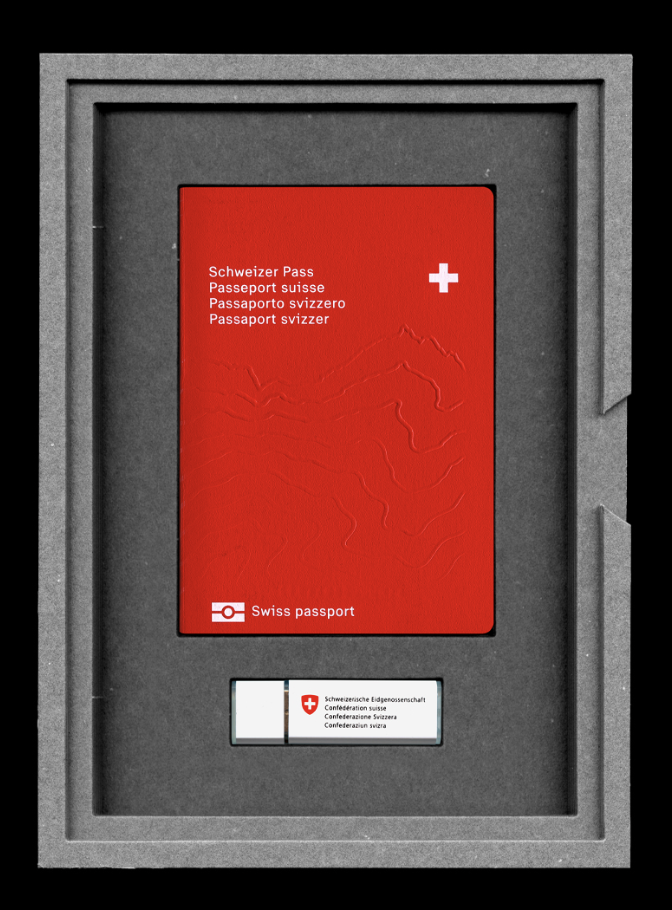 Schweizer Pass
Passeport suisse
Passaporto svizzero
Passaport svizzer
Swiss passport
Schweizerische Eidgenossenschaft
Confédération suisse
Confederazione Svizzera
Confederaziun svizra